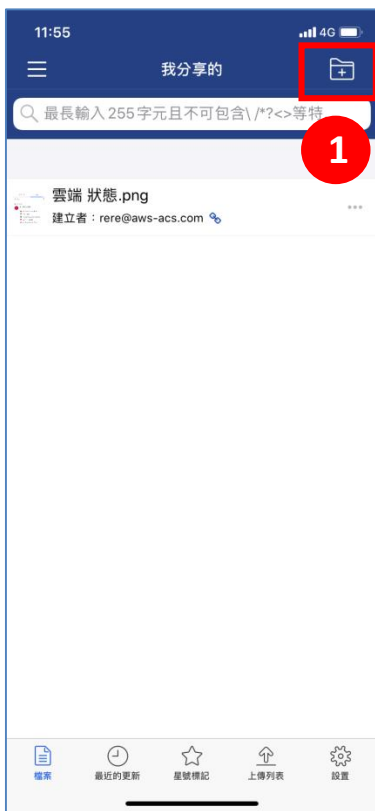 11:55
4G
我分享的
最長輸入255字元且不可包含\ /*?<>等特
1
雲端 狀態.png
建立者：rere@aws-acs.com
檔案
最近的更新
星號標記
上傳列表
設置